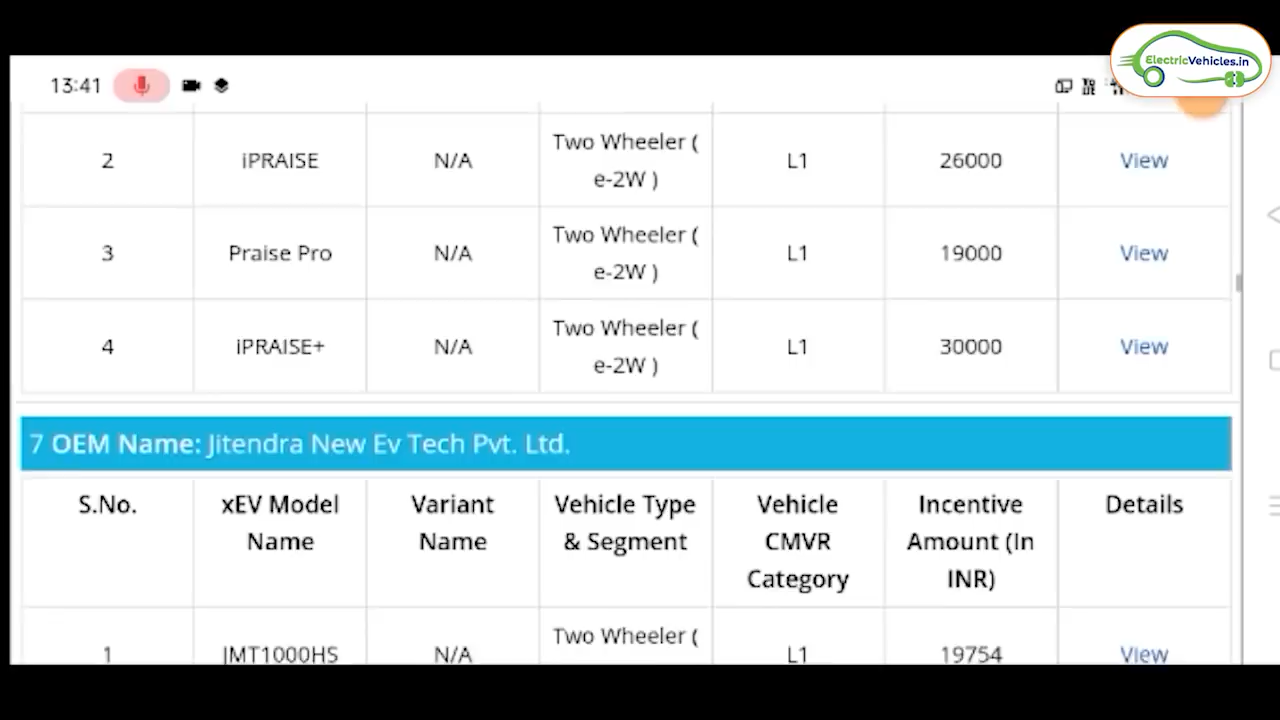 13:41
ElectricVehicles.in
2 iPRAISE N/A Two Wheeler ( e-2W ) L1 26000 View
3 Praise Pro N/A Two Wheeler ( e-2W ) L1 19000 View
4 iPRAISE+ N/A Two Wheeler ( e-2W ) L1 30000 View
7 OEM Name: Jitendra New Ev Tech Pvt. Ltd.
S.No. xEV Model Name Variant Name Vehicle Type & Segment Vehicle CMVR Category Incentive Amount (In INR) Details
1 JMT1000HS N/A Two Wheeler ( L1 19754 View